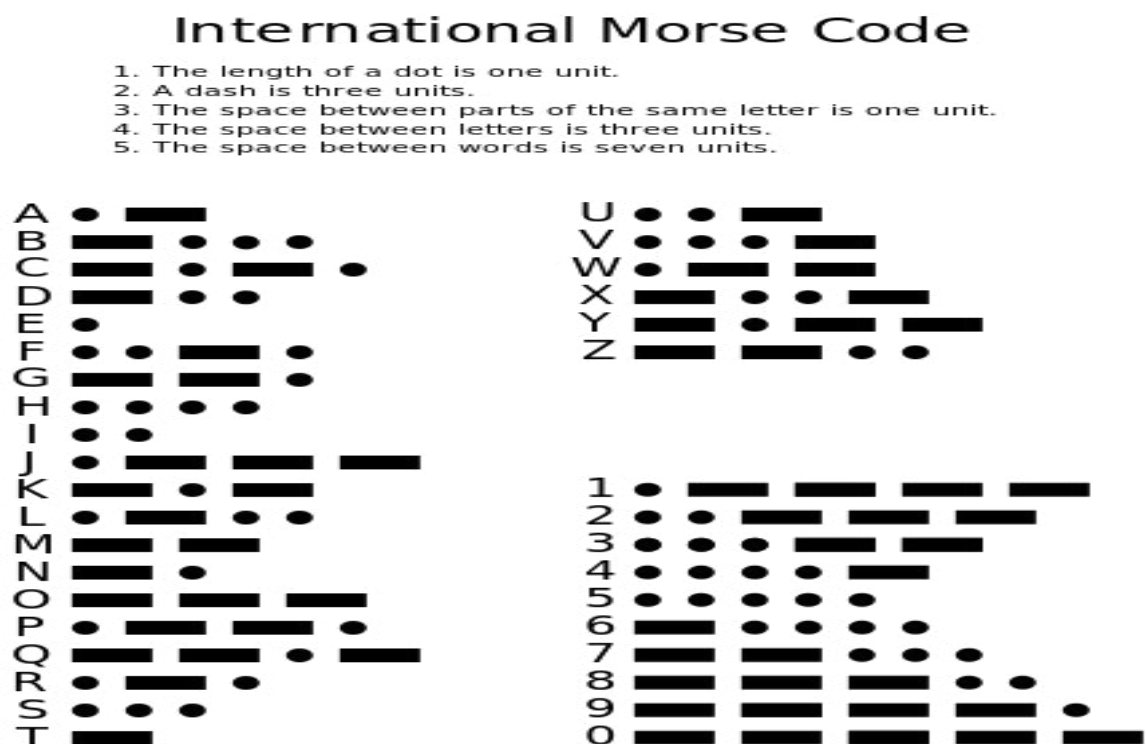 International Morse Code
1. The length of a dot is one unit.
2. A dash is three units.
3. The space between parts of the same letter is one unit.
4. The space between letters is three units.
5. The space between words is seven units.
A
B
C
D
E
F
G
H
I
J
K
L
M
N
O
P
Q
R
S
T
U
V
W
X
Y
Z
1
2
3
4
5
6
7
8
9
0